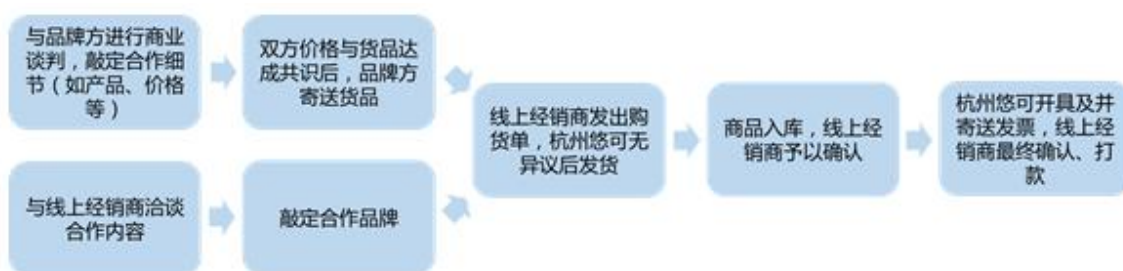 与品牌方进行商业
谈判，敲定合作细
节（如产品、价格
等）
双方价格与货品达
成共识后，品牌方
寄送货品
与线上经销商洽谈
合作内容
敲定合作品牌
线上经销商发出购
货单，杭州悠可无
异议后发货
商品入库，线上经
销商予以确认
杭州悠可开具及并
寄送发票，线上经
销商最终确认、打
款